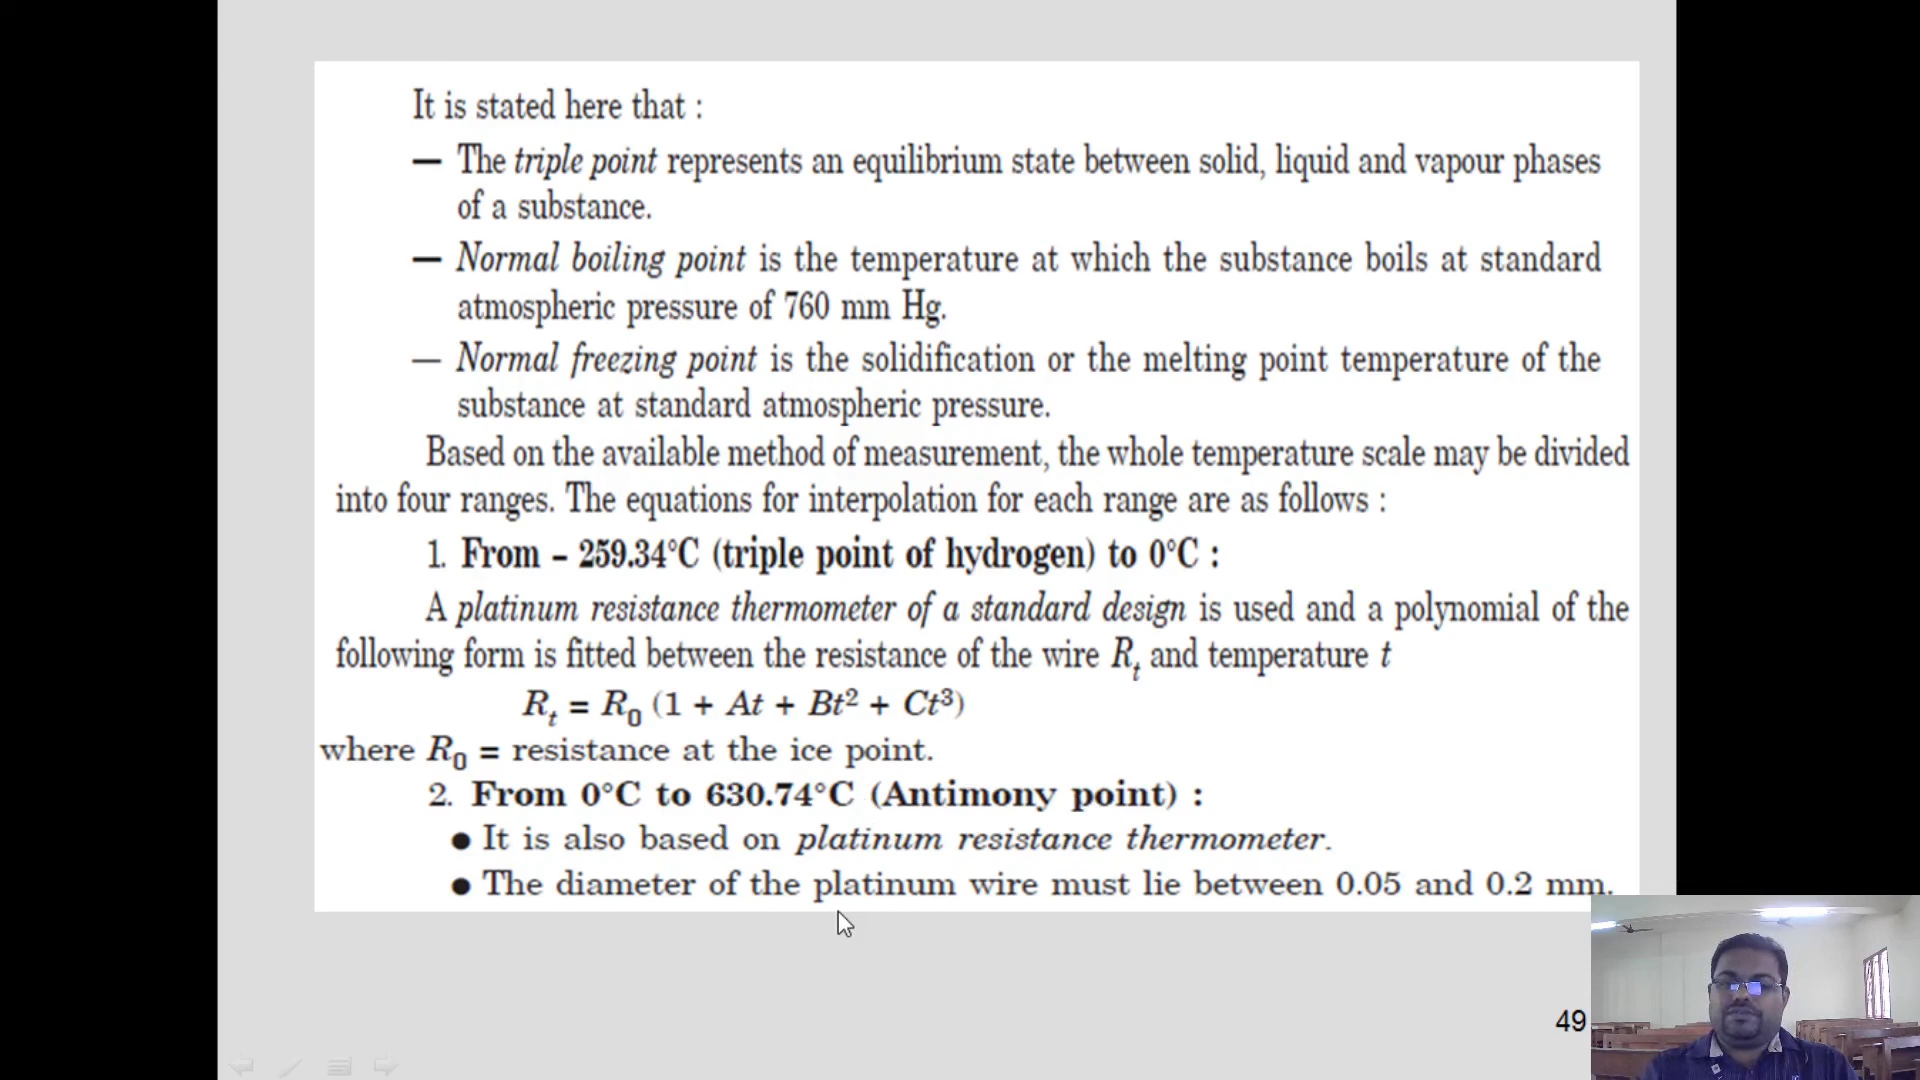 It is stated here that :
— The triple point represents an equilibrium state between solid, liquid and vapour phases
of a substance.
— Normal boiling point is the temperature at which the substance boils at standard
atmospheric pressure of 760 mm Hg.
— Normal freezing point is the solidification or the melting point temperature of the
substance at standard atmospheric pressure.
Based on the available method of measurement, the whole temperature scale may be divided
into four ranges. The equations for interpolation for each range are as follows :
1. From – 259.34°C (triple point of hydrogen) to 0°C :
A platinum resistance thermometer of a standard design is used and a polynomial of the
following form is fitted between the resistance of the wire Rₜ and temperature t
Rₜ = R₀ (1 + At + Bt² + Ct³)
where R₀ = resistance at the ice point.
2. From 0°C to 630.74°C (Antimony point) :
● It is also based on platinum resistance thermometer.
● The diameter of the platinum wire must lie between 0.05 and 0.2 mm.
49